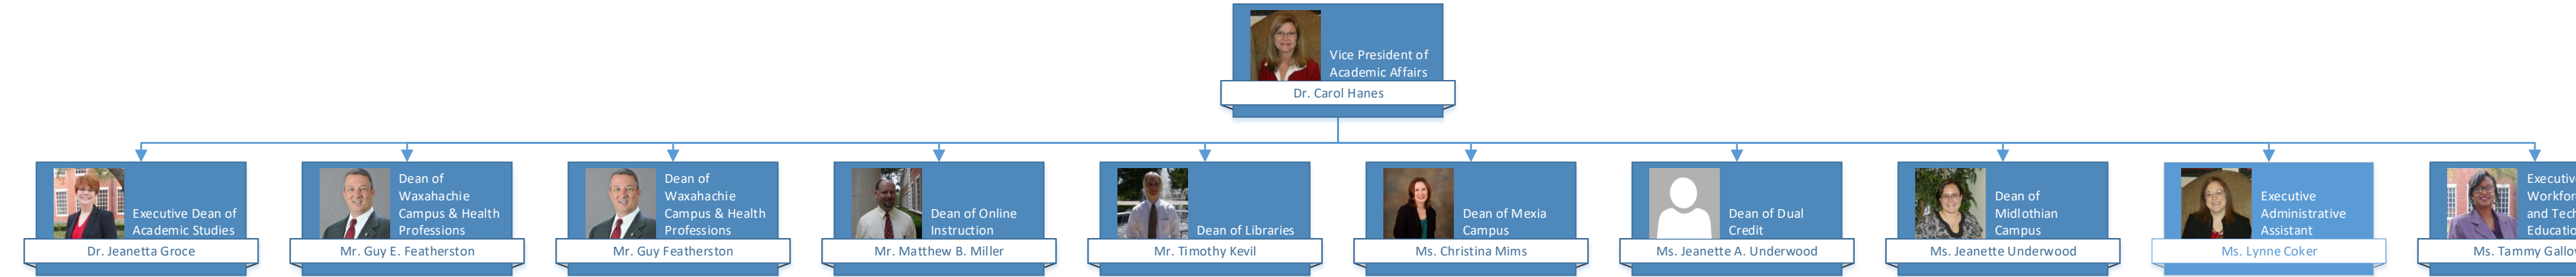 Vice President of
Academic Affairs
Dr. Carol Hanes
Executive Dean of
Academic Studies
Dr. Jeanetta Groce
Dean of
Waxahachie
Campus & Health
Professions
Mr. Guy E. Featherston
Dean of
Waxahachie
Campus & Health
Professions
Mr. Guy Featherston
Dean of Online
Instruction
Mr. Matthew B. Miller
Dean of Libraries
Mr. Timothy Kevil
Dean of Mexia
Campus
Ms. Christina Mims
Dean of Dual
Credit
Ms. Jeanette A. Underwood
Dean of
Midlothian
Campus
Ms. Jeanette Underwood
Executive
Administrative
Assistant
Ms. Lynne Coker
and
Ms. Tammy